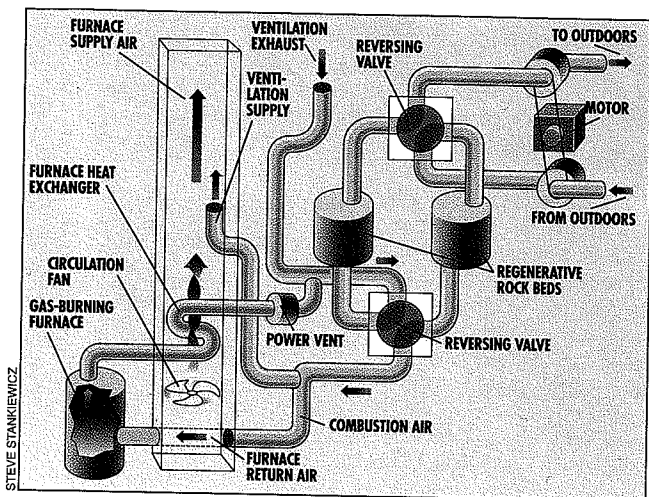 FURNACE
SUPPLY AIR
VENTILATION
EXHAUST
VENTI-
LATION
SUPPLY
REVERSING
VALVE
TO OUTDOORS
MOTOR
FURNACE HEAT
EXCHANGER
FROM OUTDOORS
CIRCULATION
FAN
REGENERATIVE
ROCK BEDS
GAS-BURNING
FURNACE
POWER VENT
REVERSING VALVE
COMBUSTION AIR
FURNACE
RETURN AIR
STEVE STANKIEWICZ